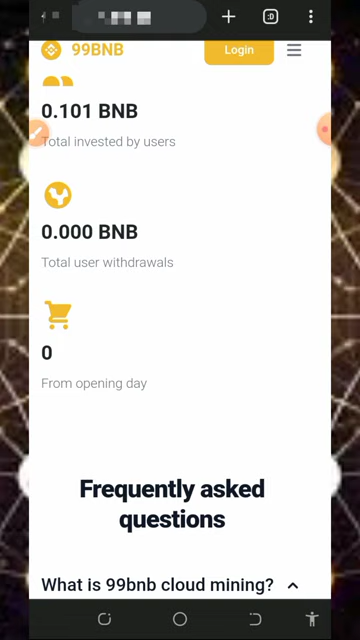 :D
99BNB
Login
0.101 BNB
Total invested by users
0.000 BNB
Total user withdrawals
0
From opening day
Frequently asked
questions
What is 99bnb cloud mining?